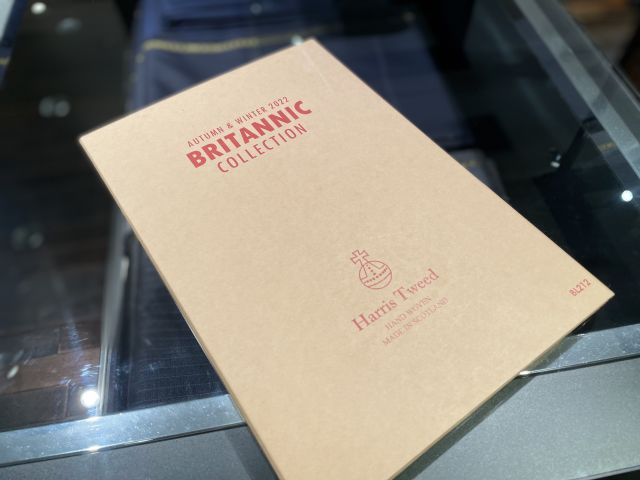 AUTUMN & WINTER 2022
BRITANNIC
COLLECTION
Harris Tweed
HAND WOVEN
MADE IN SCOTLAND
BL212